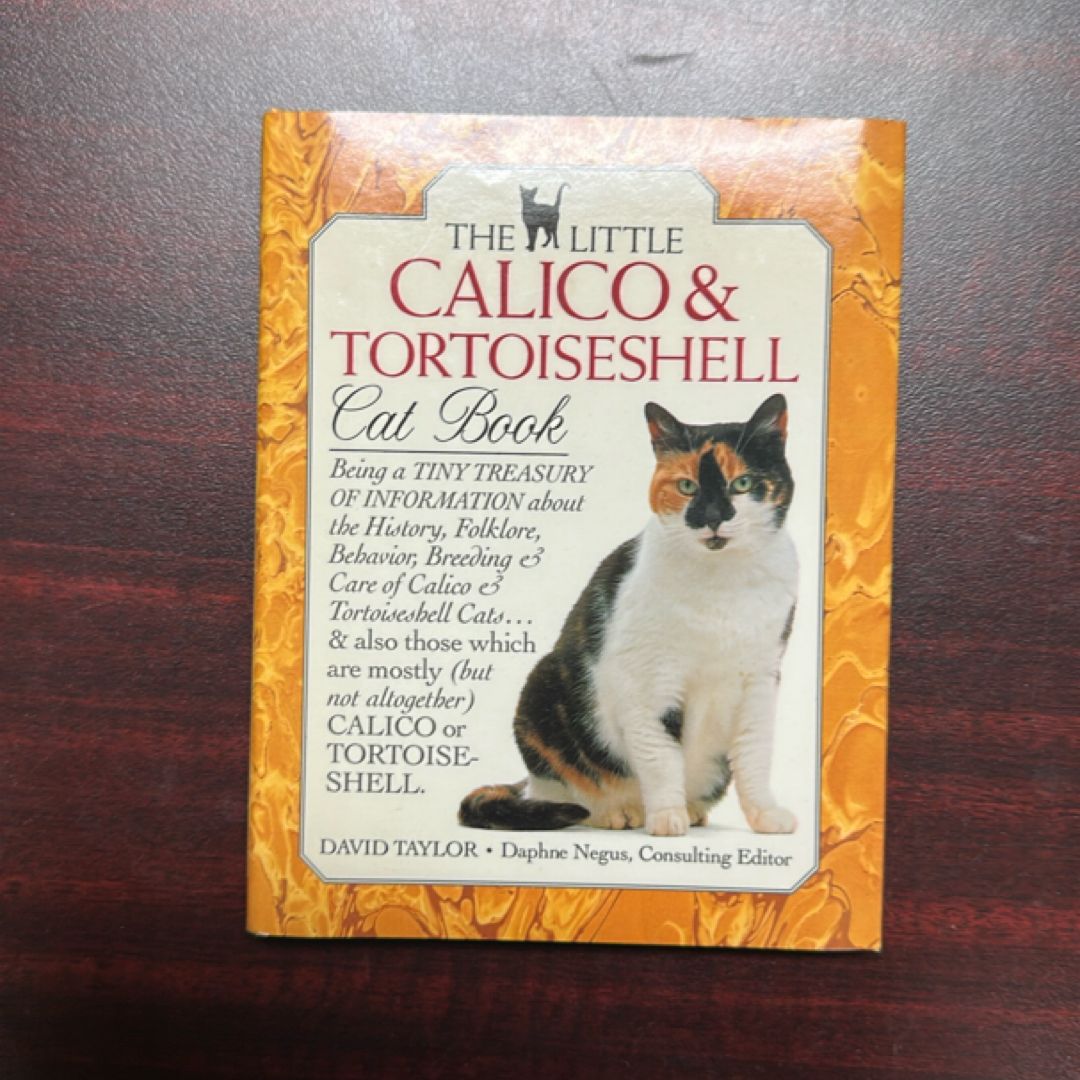 THE LITTLE
CALICO &
TORTOISESHELL
Cat Book
Being a TINY TREASURY
OF INFORMATION about
the History, Folklore,
Behavior, Breeding &
Care of Calico &
Tortoiseshell Cats...
& also those which
are mostly (but
not altogether)
CALICO or
TORTOISE-
SHELL.
DAVID TAYLOR • Daphne Negus, Consulting Editor